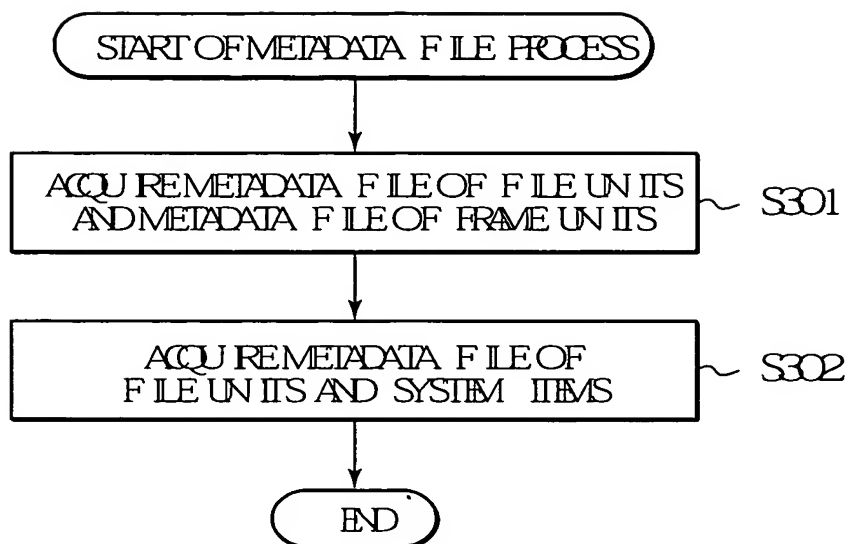 START OF METADATA FILE PROCESS
ACQUIRE METADATA FILE OF FILE UNITS
AND METADATA FILE OF FRAME UNITS
S301
ACQUIRE METADATA FILE OF
FILE UNITS AND SYSTEM ITEMS
S302
END